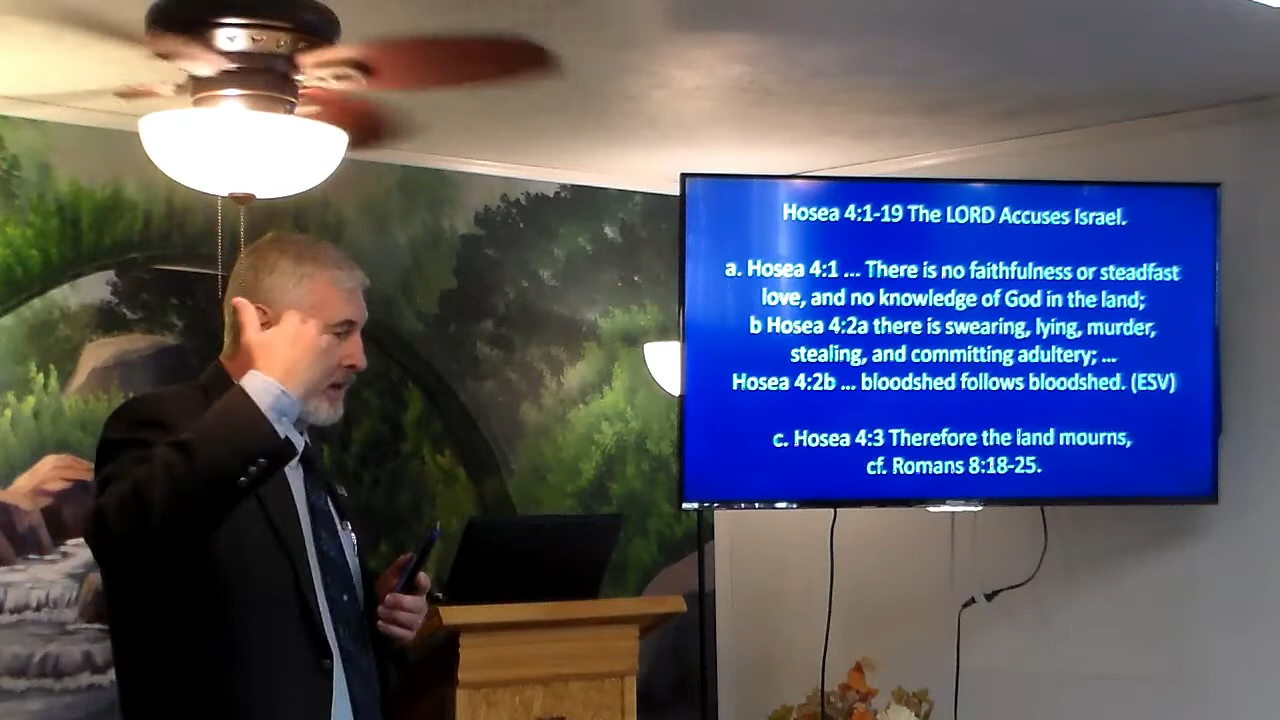 Hosea 4:1-19 The LORD Accuses Israel.
a. Hosea 4:1 ... There is no faithfulness or steadfast
love, and no knowledge of God in the land;
b Hosea 4:2a there is swearing, lying, murder,
stealing, and committing adultery; ...
Hosea 4:2b ... bloodshed follows bloodshed. (ESV)
c. Hosea 4:3 Therefore the land mourns,
cf. Romans 8:18-25.